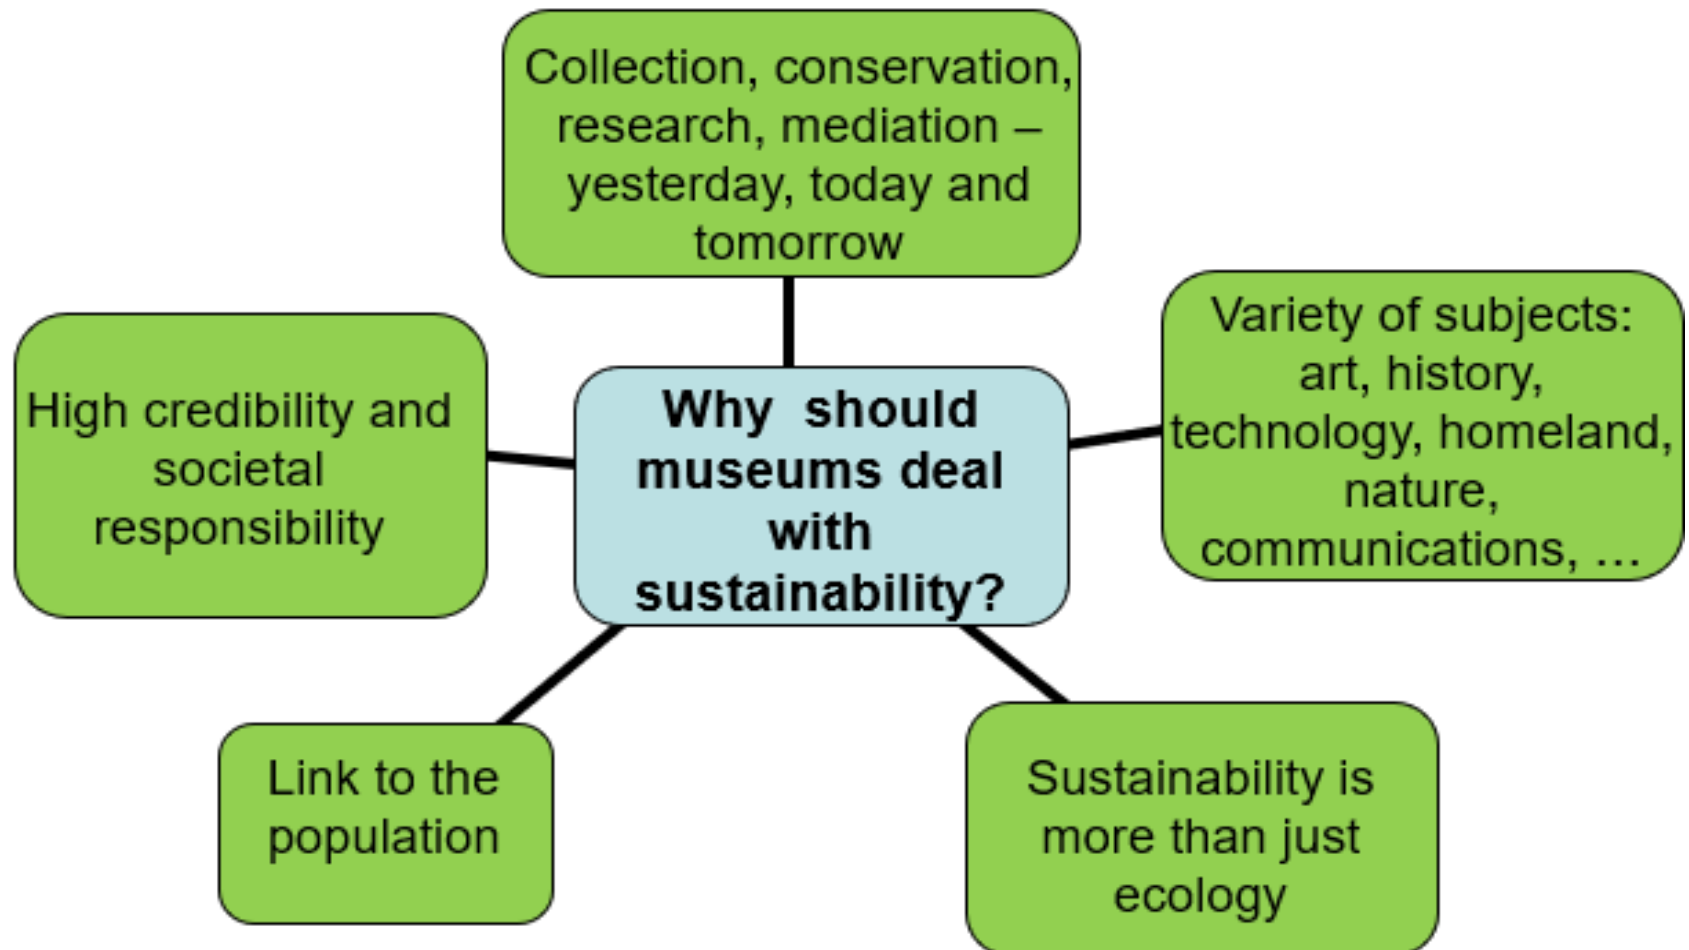 Collection, conservation,
research, mediation –
yesterday, today and
tomorrow
Variety of subjects:
art, history,
technology, homeland,
nature,
communications, …
High credibility and
societal
responsibility
Why  should
museums deal
with
sustainability?
Link to the
population
Sustainability is
more than just
ecology